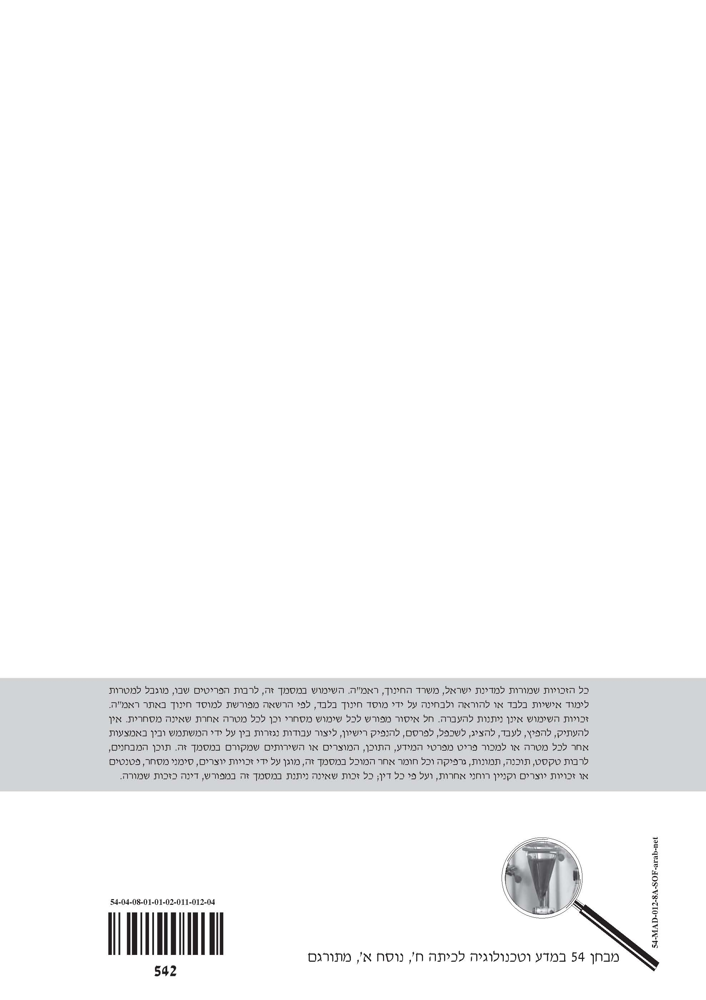 כל הזכויות שמורות למדינת ישראל, משרד החינוך, ראמ"ה. השימוש במסמך זה, לרבות הפריטים שבו, מוגבל למטרות
לימוד אישיות בלבד או להוראה ולבחינה על ידי מוסד חינוך בלבד, לפי הרשאה מפורשת למוסד חינוך באתר ראמ"ה.
זכויות השימוש אינן ניתנות להעברה. חל איסור מפורש לכל שימוש מסחרי וכן לכל מטרה אחרת שאינה מסחרית. אין
להעתיק, להפיץ, לעבד, להציג, לשכפל, לפרסם, להנפיק רישיון, ליצור עבודות נגזרות בין על ידי המשתמש ובין באמצעות
אחר לכל מטרה או למכור פריט מפרטי המידע, התוכן, המוצרים או השירותים שמקורם במסמך זה. תוכן המבחנים,
לרבות טקסט, תוכנה, תמונות, גרפיקה וכל חומר אחר המוכל במסמך זה, מוגן על ידי זכויות יוצרים, סימני מסחר, פטנטים
או זכויות יוצרים וקניין רוחני אחרות, ועל פי כל דין; כל זכות שאינה ניתנת במסמך זה במפורש, דינה כזכות שמורה.
54-MAD-012-8A-SOF-arab-net
54-04-08-01-01-02-011-012-04
מבחן 54 במדע וטכנולוגיה לכיתה ח', נוסח א', מתורגם
542